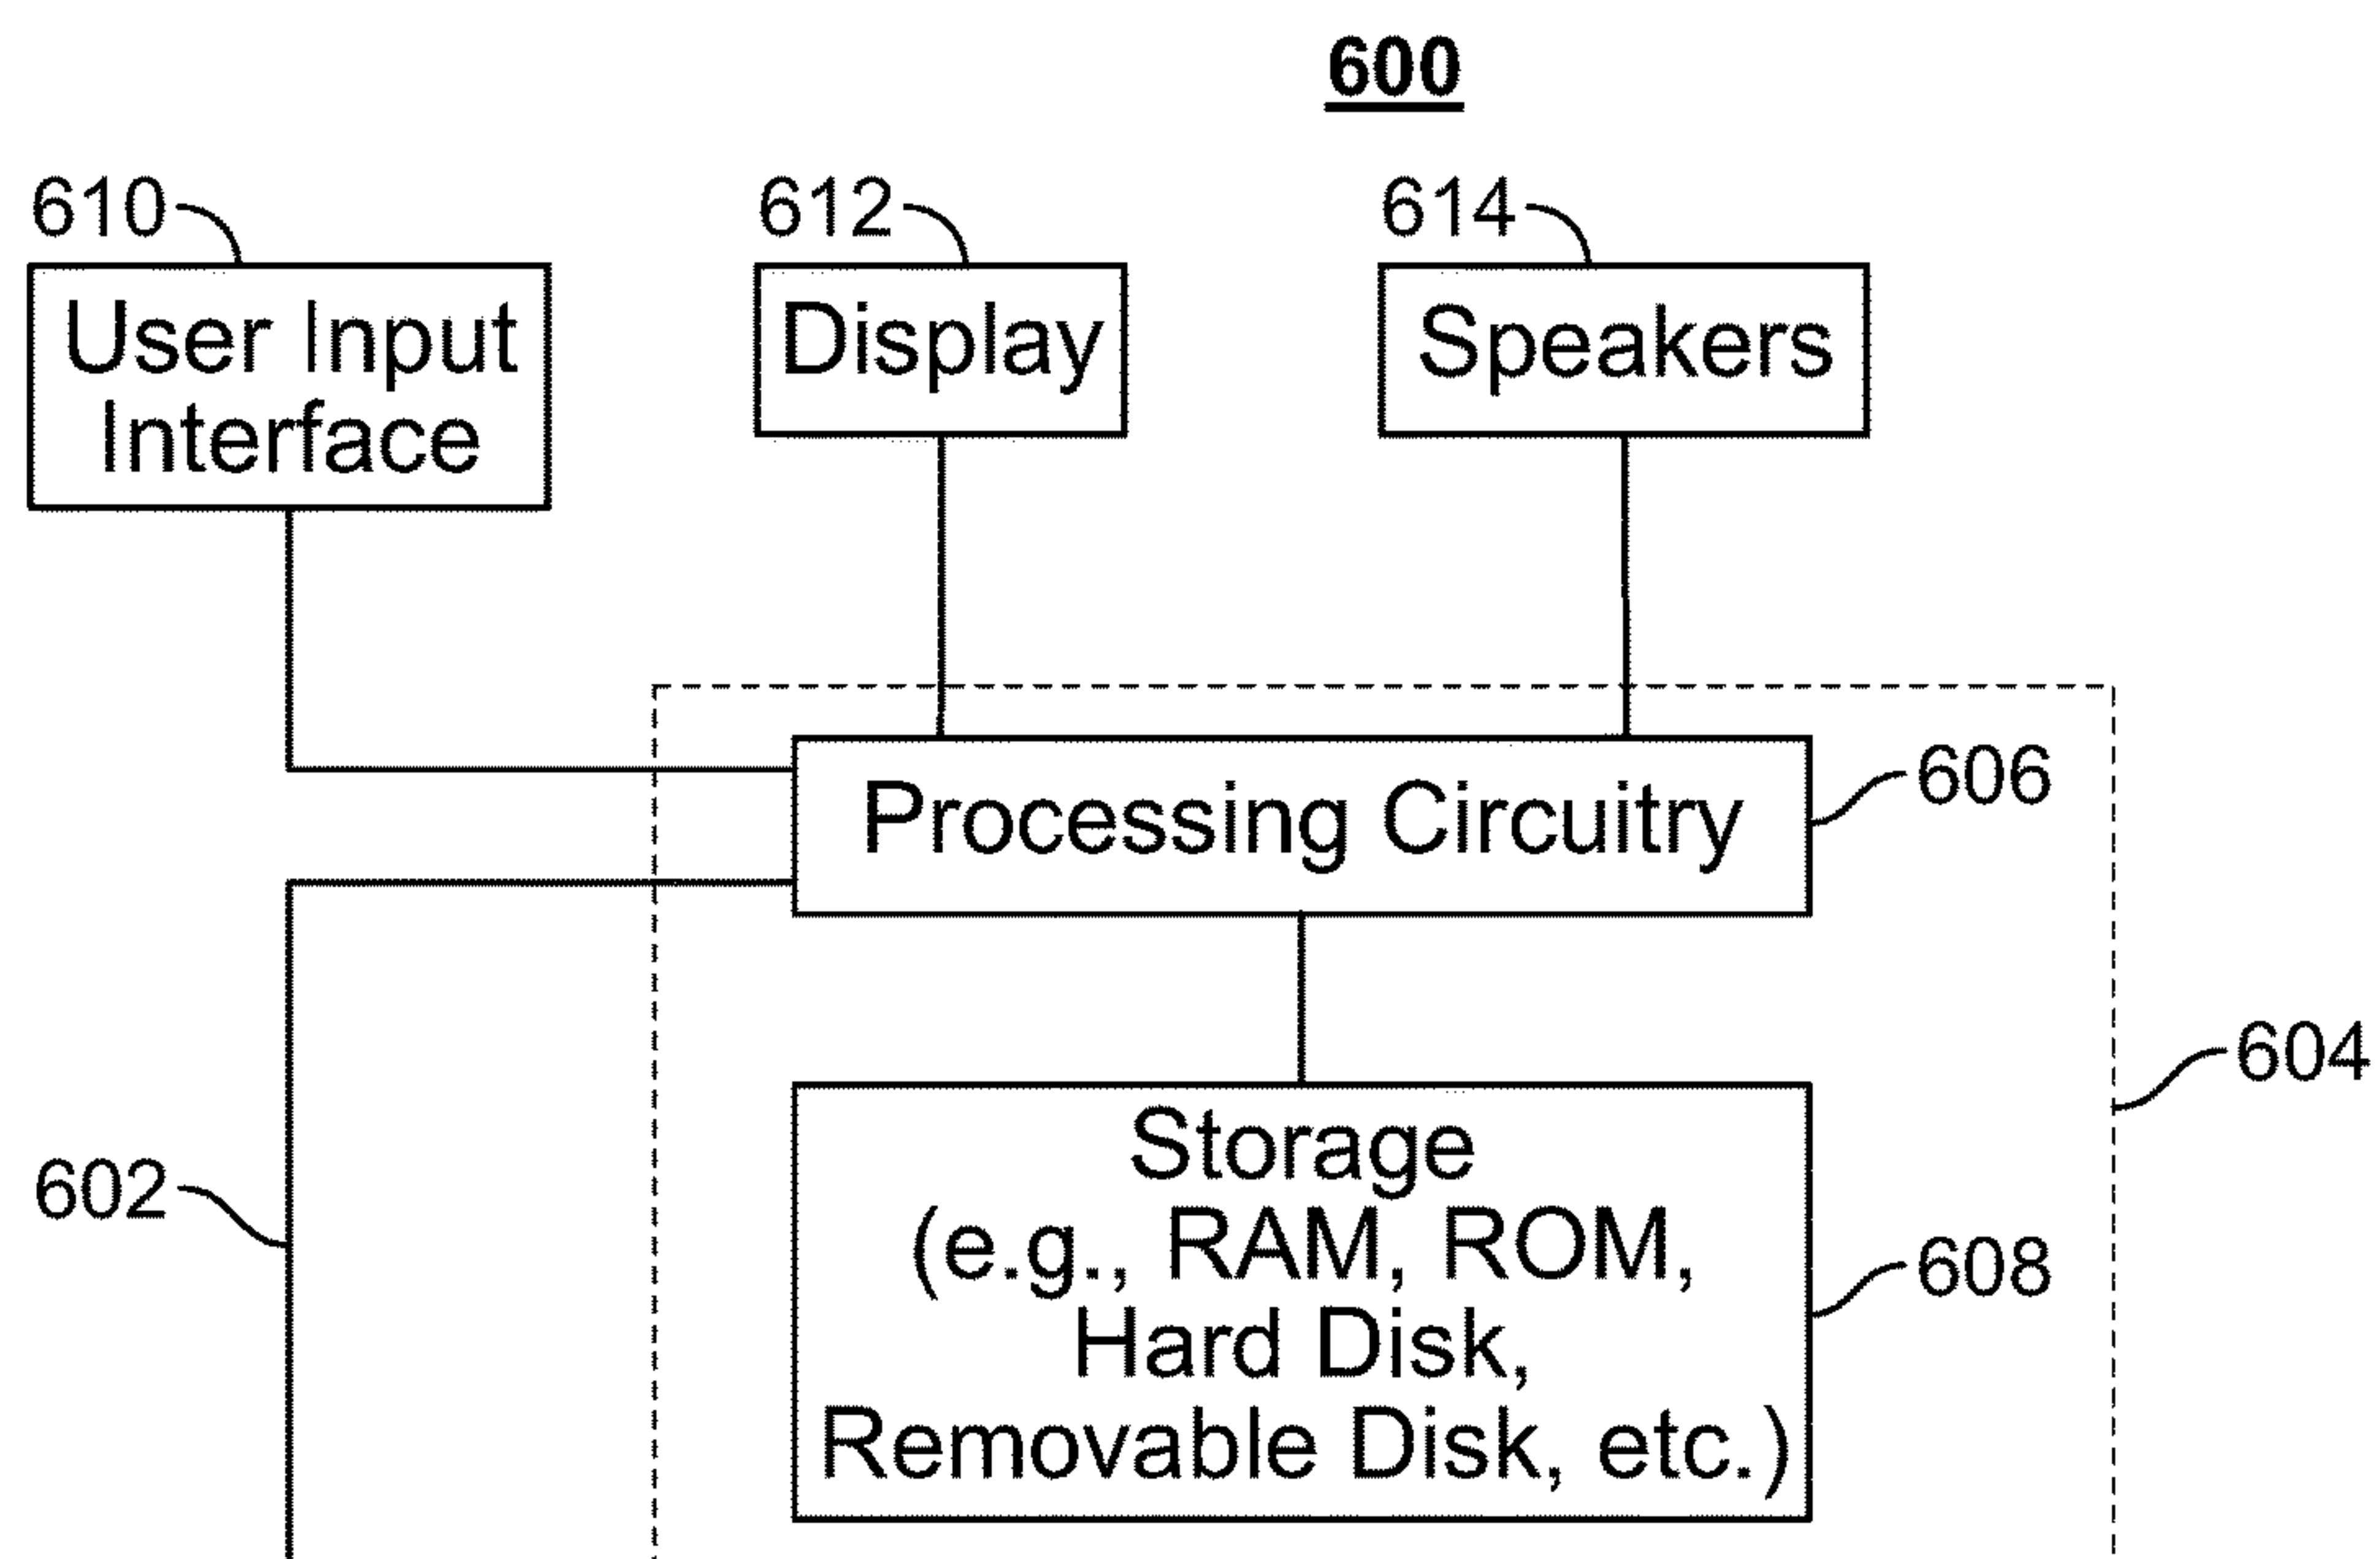 600
610
612
614
User Input
Interface
Display
Speakers
Processing Circuitry
606
604
602
Storage
(e.g., RAM, ROM,
Hard Disk,
Removable Disk, etc.)
608